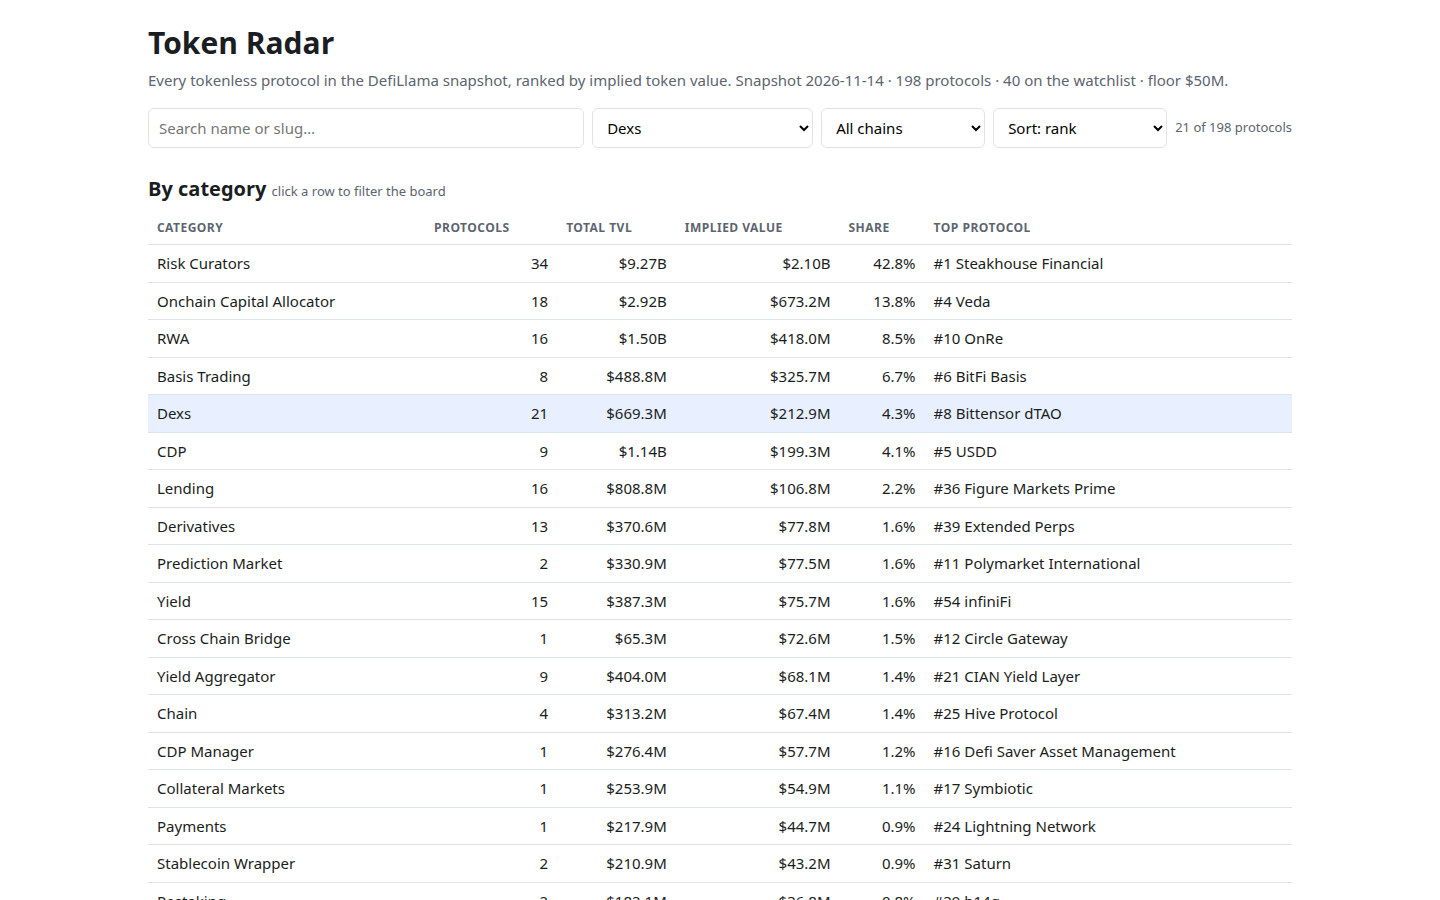 Token Radar
Every tokenless protocol in the DefiLlama snapshot, ranked by implied token value. Snapshot 2026-11-14 · 198 protocols · 40 on the watchlist · floor $50M.
Search name or slug... Dexs All chains Sort: rank 21 of 198 protocols
By category click a row to filter the board
CATEGORY PROTOCOLS TOTAL TVL IMPLIED VALUE SHARE TOP PROTOCOL
Risk Curators 34 $9.27B $2.10B 42.8% #1 Steakhouse Financial
Onchain Capital Allocator 18 $2.92B $673.2M 13.8% #4 Veda
RWA 16 $1.50B $418.0M 8.5% #10 OnRe
Basis Trading 8 $488.8M $325.7M 6.7% #6 BitFi Basis
Dexs 21 $669.3M $212.9M 4.3% #8 Bittensor dTAO
CDP 9 $1.14B $199.3M 4.1% #5 USDD
Lending 16 $808.8M $106.8M 2.2% #36 Figure Markets Prime
Derivatives 13 $370.6M $77.8M 1.6% #39 Extended Perps
Prediction Market 2 $330.9M $77.5M 1.6% #11 Polymarket International
Yield 15 $387.3M $75.7M 1.6% #54 infiniFi
Cross Chain Bridge 1 $65.3M $72.6M 1.5% #12 Circle Gateway
Yield Aggregator 9 $404.0M $68.1M 1.4% #21 CIAN Yield Layer
Chain 4 $313.2M $67.4M 1.4% #25 Hive Protocol
CDP Manager 1 $276.4M $57.7M 1.2% #16 Defi Saver Asset Management
Collateral Markets 1 $253.9M $54.9M 1.1% #17 Symbiotic
Payments 1 $217.9M $44.7M 0.9% #24 Lightning Network
Stablecoin Wrapper 2 $210.9M $43.2M 0.9% #31 Saturn